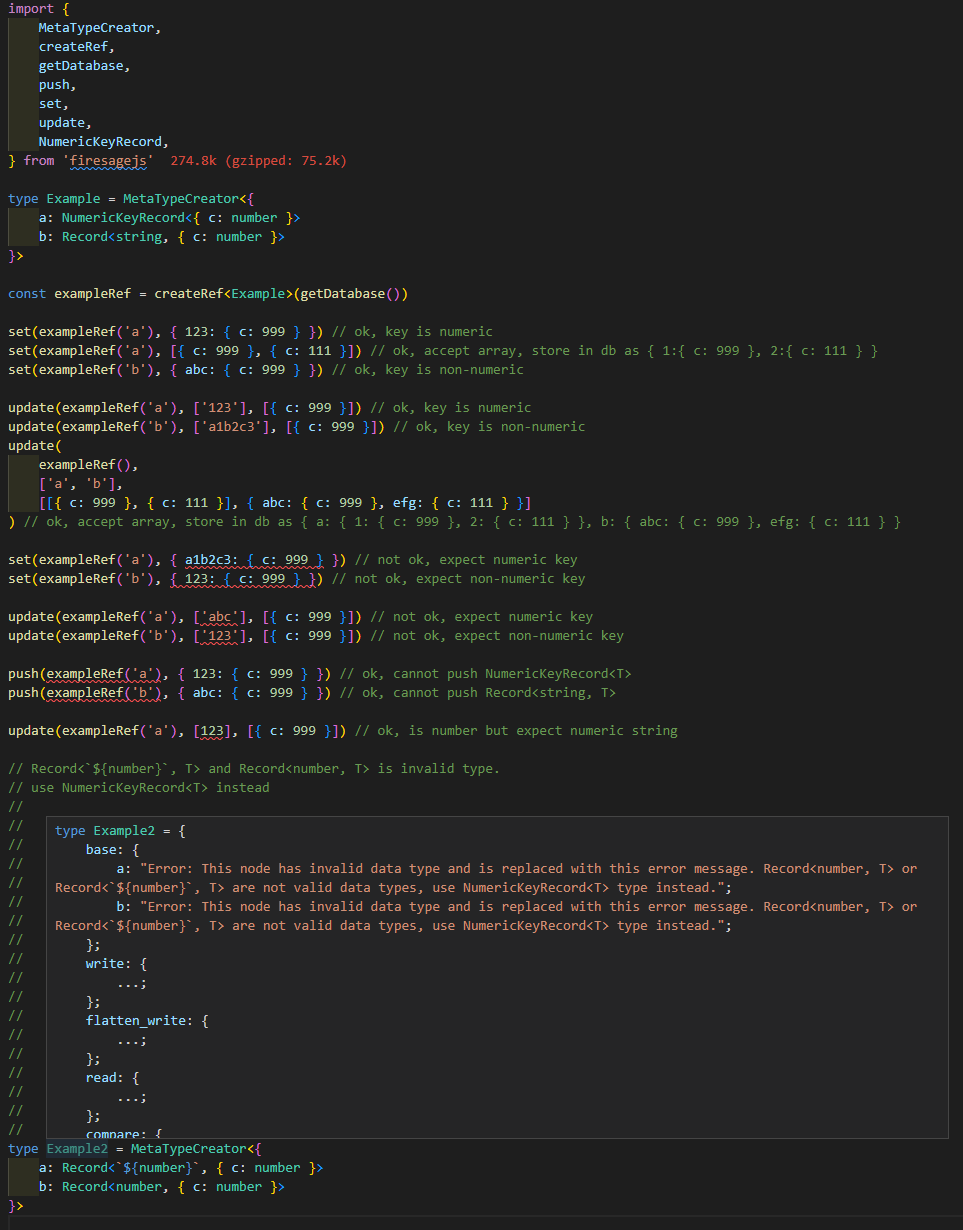 import {
    MetaTypeCreator,
    createRef,
    getDatabase,
    push,
    set,
    update,
    NumericKeyRecord,
} from 'firesagejs'  274.8k (gzipped: 75.2k)

type Example = MetaTypeCreator<{
    a: NumericKeyRecord<{ c: number }>
    b: Record<string, { c: number }>
}>

const exampleRef = createRef<Example>(getDatabase())

set(exampleRef('a'), { 123: { c: 999 } }) // ok, key is numeric
set(exampleRef('a'), [{ c: 999 }, { c: 111 }]) // ok, accept array, store in db as { 1:{ c: 999 }, 2:{ c: 111 } }
set(exampleRef('b'), { abc: { c: 999 } }) // ok, key is non-numeric

update(exampleRef('a'), ['123'], [{ c: 999 }]) // ok, key is numeric
update(exampleRef('b'), ['a1b2c3'], [{ c: 999 }]) // ok, key is non-numeric
update(
    exampleRef(),
    ['a', 'b'],
    [[{ c: 999 }, { c: 111 }], { abc: { c: 999 }, efg: { c: 111 } }]
) // ok, accept array, store in db as { a: { 1: { c: 999 }, 2: { c: 111 } }, b: { abc: { c: 999 }, efg: { c: 111 } }

set(exampleRef('a'), { a1b2c3: { c: 999 } }) // not ok, expect numeric key
set(exampleRef('b'), { 123: { c: 999 } }) // not ok, expect non-numeric key

update(exampleRef('a'), ['abc'], [{ c: 999 }]) // not ok, expect numeric key
update(exampleRef('b'), ['123'], [{ c: 999 }]) // not ok, expect non-numeric key

push(exampleRef('a'), { 123: { c: 999 } }) // ok, cannot push NumericKeyRecord<T>
push(exampleRef('b'), { abc: { c: 999 } }) // ok, cannot push Record<string, T>

update(exampleRef('a'), [123], [{ c: 999 }]) // ok, is number but expect numeric string

// Record<`${number}`, T> and Record<number, T> is invalid type.
// use NumericKeyRecord<T> instead
//
// type Example2 = {
//     base: {
//         a: "Error: This node has invalid data type and is replaced with this error message. Record<number, T> or
// Record<`${number}`, T> are not valid data types, use NumericKeyRecord<T> type instead.";
//         b: "Error: This node has invalid data type and is replaced with this error message. Record<number, T> or
// Record<`${number}`, T> are not valid data types, use NumericKeyRecord<T> type instead.";
//     };
//     write: {
//         ...;
//     };
//     flatten_write: {
//         ...;
//     };
//     read: {
//         ...;
//     };
//     compare: {
type Example2 = MetaTypeCreator<{
    a: Record<`${number}`, { c: number }>
    b: Record<number, { c: number }>
}>